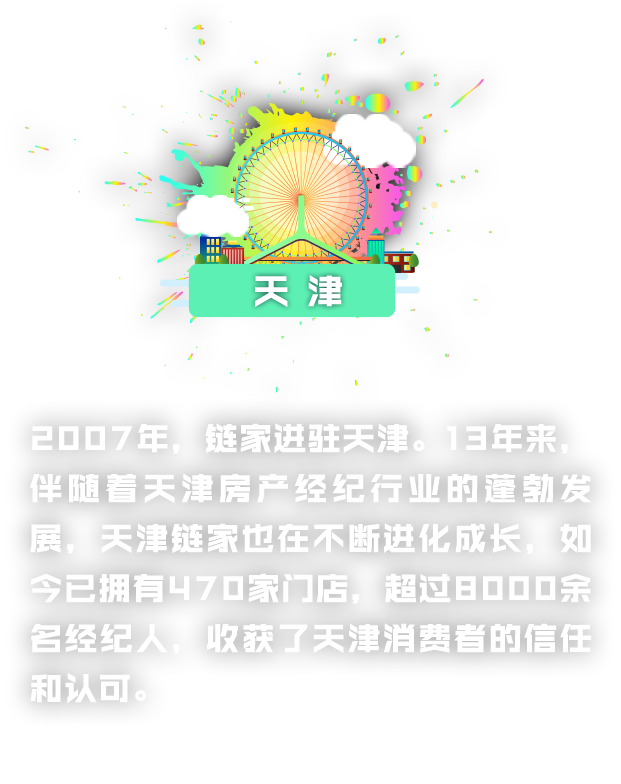 天津
2007年，链家进驻天津。13年来，
伴随着天津房产经纪行业的蓬勃发
展，天津链家也在不断进化成长，如
今已拥有470家门店，超过8000余
名经纪人，收获了天津消费者的信任
和认可。